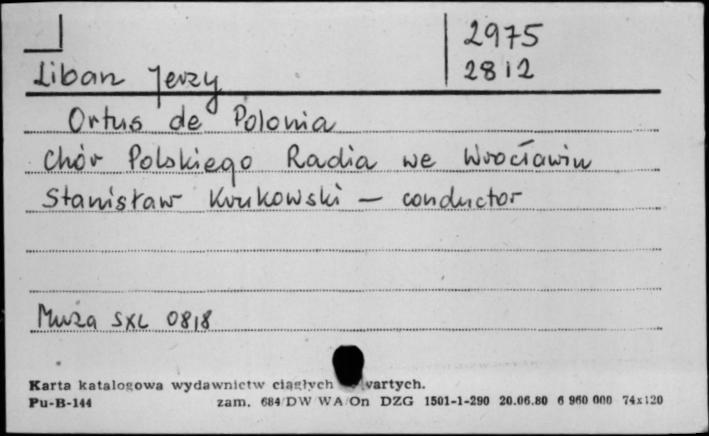 2975
2812
Liban Jerzy
Ortus de Polonia
Chór Polskiego Radia we Wrocławiu
Stanisław Krukowski — conductor
Muza SXL 0818
Karta katalogowa wydawnictw ciągłych wartych.
Pu-B-144 zam. 684/DW WA/On DZG 1501-1-290 20.06.80 6 960 000 74x120